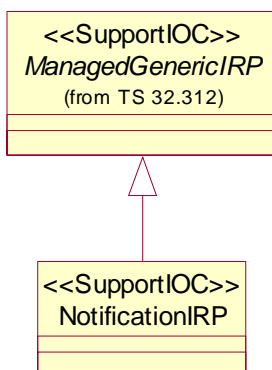 <<SupportIOC>>
ManagedGenericIRP
(from TS 32.312)
<<SupportIOC>>
NotificationIRP